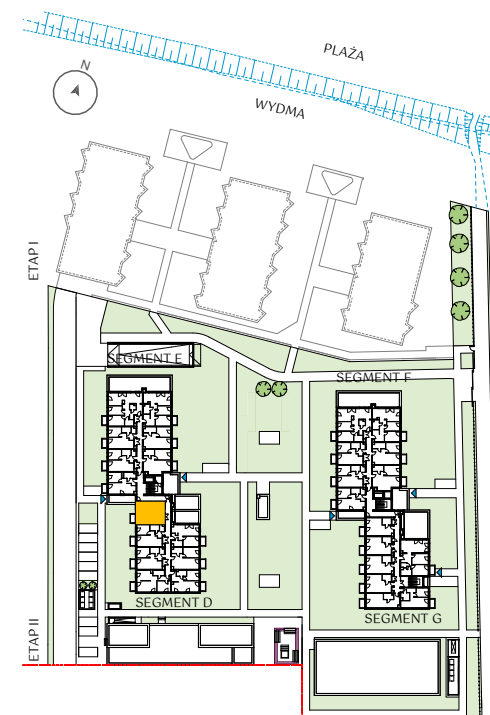 PLAŻA
N
WYDMA
ETAP I
SEGMENT E
SEGMENT F
SEGMENT D
SEGMENT G
ETAP II